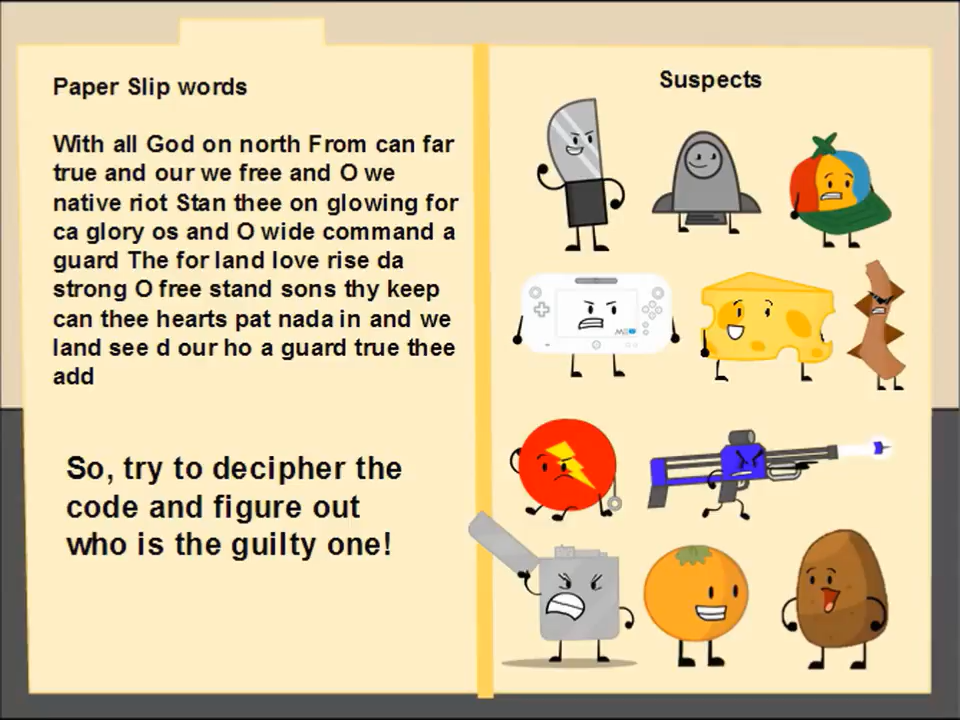 Paper Slip words
With all God on north From can far
true and our we free and O we
native riot Stan thee on glowing for
ca glory os and O wide command a
guard The for land love rise da
strong O free stand sons thy keep
can thee hearts pat nada in and we
land see d our ho a guard true thee
add
So, try to decipher the
code and figure out
who is the guilty one!
Suspects